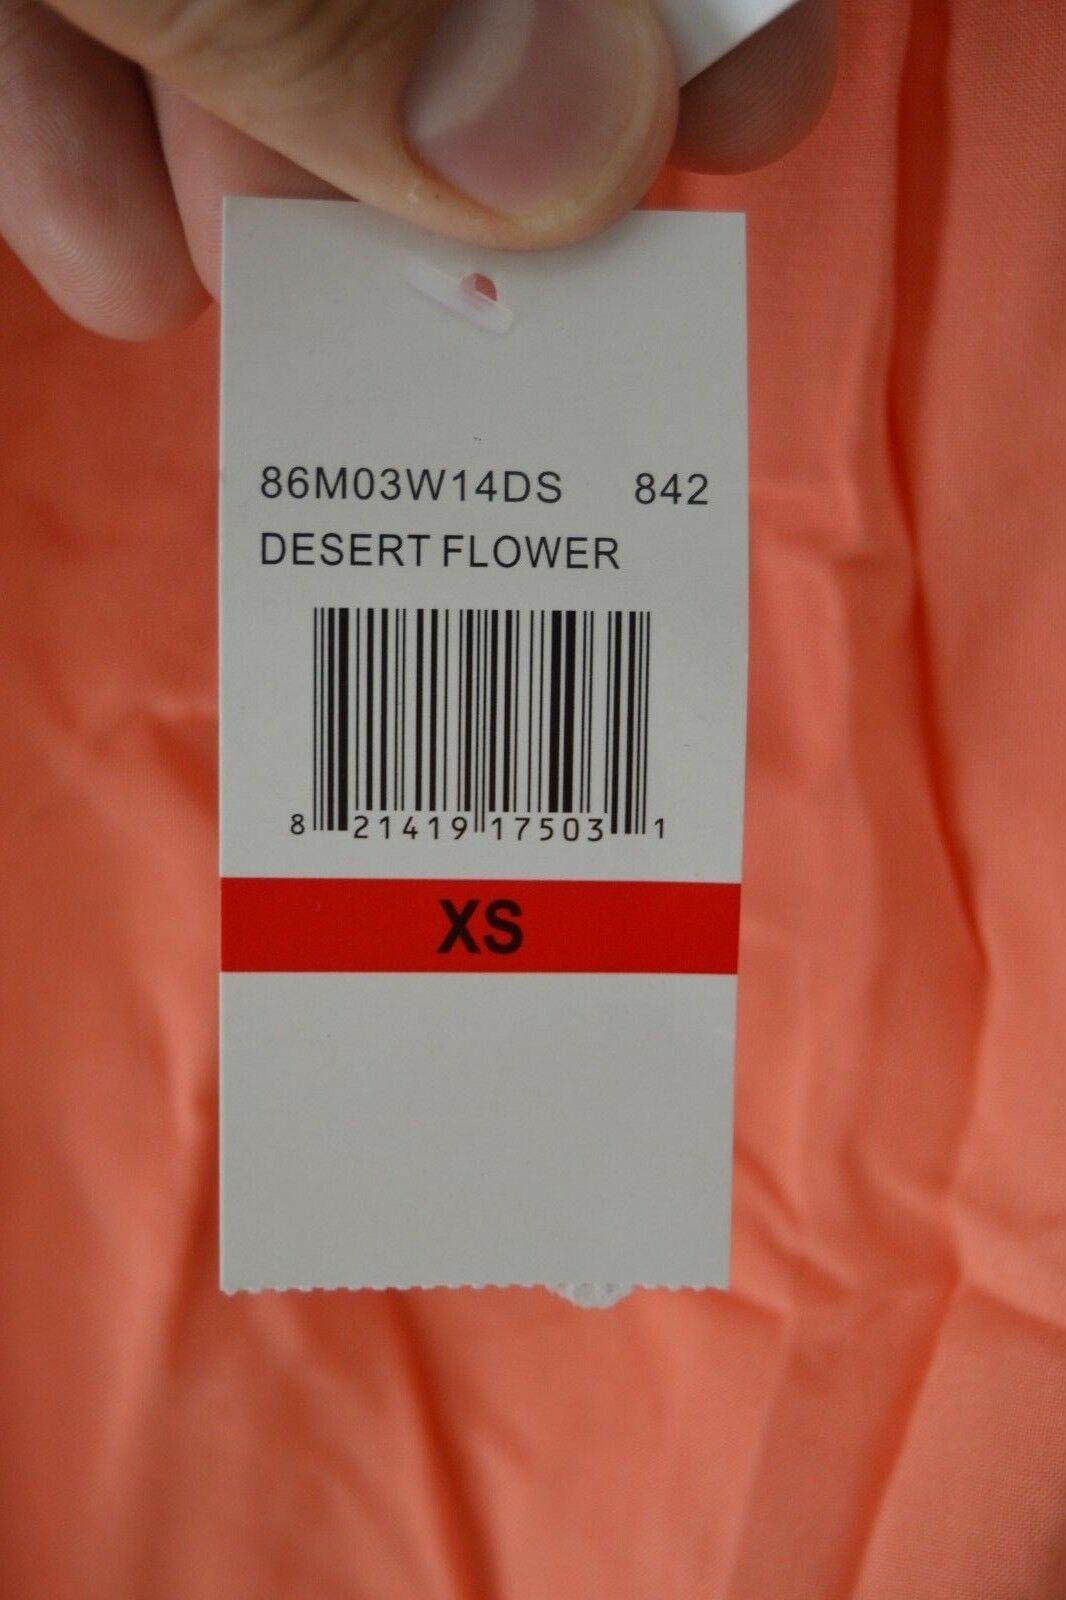 86M03W14DS 842
DESERT FLOWER
8 21419 17503 1
XS